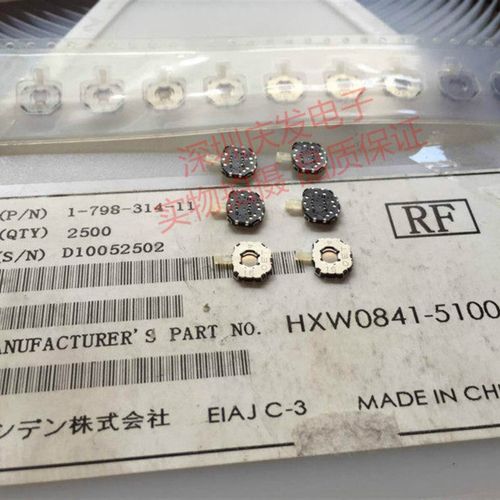 深圳庆发电子
实物拍摄 品质保证
(P/N) 1-798-314-11
(QTY) 2500
(S/N) D10052502
RF
ANUFACTURER'S PART NO. HXW0841-5100
MADE IN CH
ンデン株式会社 EIAJ C-3